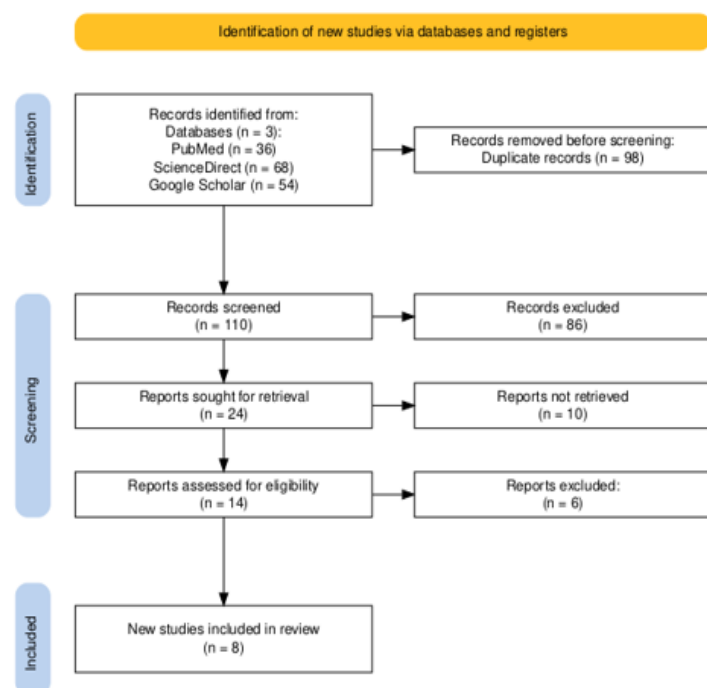 Identification of new studies via databases and registers
Identification
Records identified from:
Databases (n = 3):
PubMed (n = 36)
ScienceDirect (n = 68)
Google Scholar (n = 54)
Records removed before screening:
Duplicate records (n = 98)
Screening
Records screened
(n = 110)
Records excluded
(n = 86)
Reports sought for retrieval
(n = 24)
Reports not retrieved
(n = 10)
Reports assessed for eligibility
(n = 14)
Reports excluded:
(n = 6)
Included
New studies included in review
(n = 8)